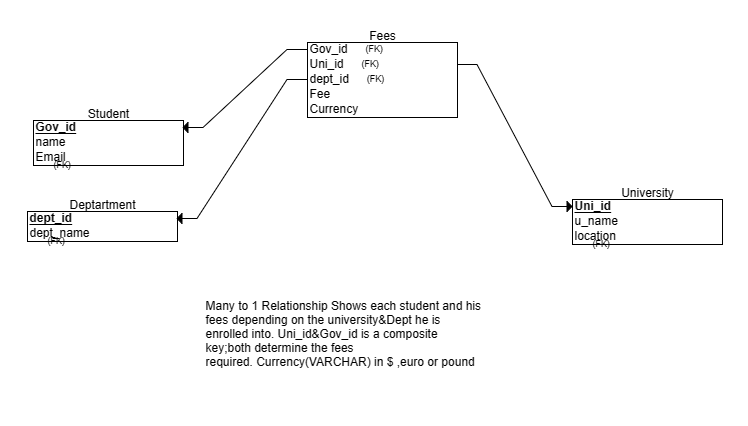 Fees
Gov_id (FK)
Uni_id (FK)
dept_id (FK)
Fee
Currency
Student
Gov_id
name
Email
(FK)
Deptartment
dept_id
dept_name
(FK)
University
Uni_id
u_name
location
(FK)
Many to 1 Relationship Shows each student and his
fees depending on the university&Dept he is
enrolled into. Uni_id&Gov_id is a composite
key;both determine the fees
required. Currency(VARCHAR) in $ ,euro or pound